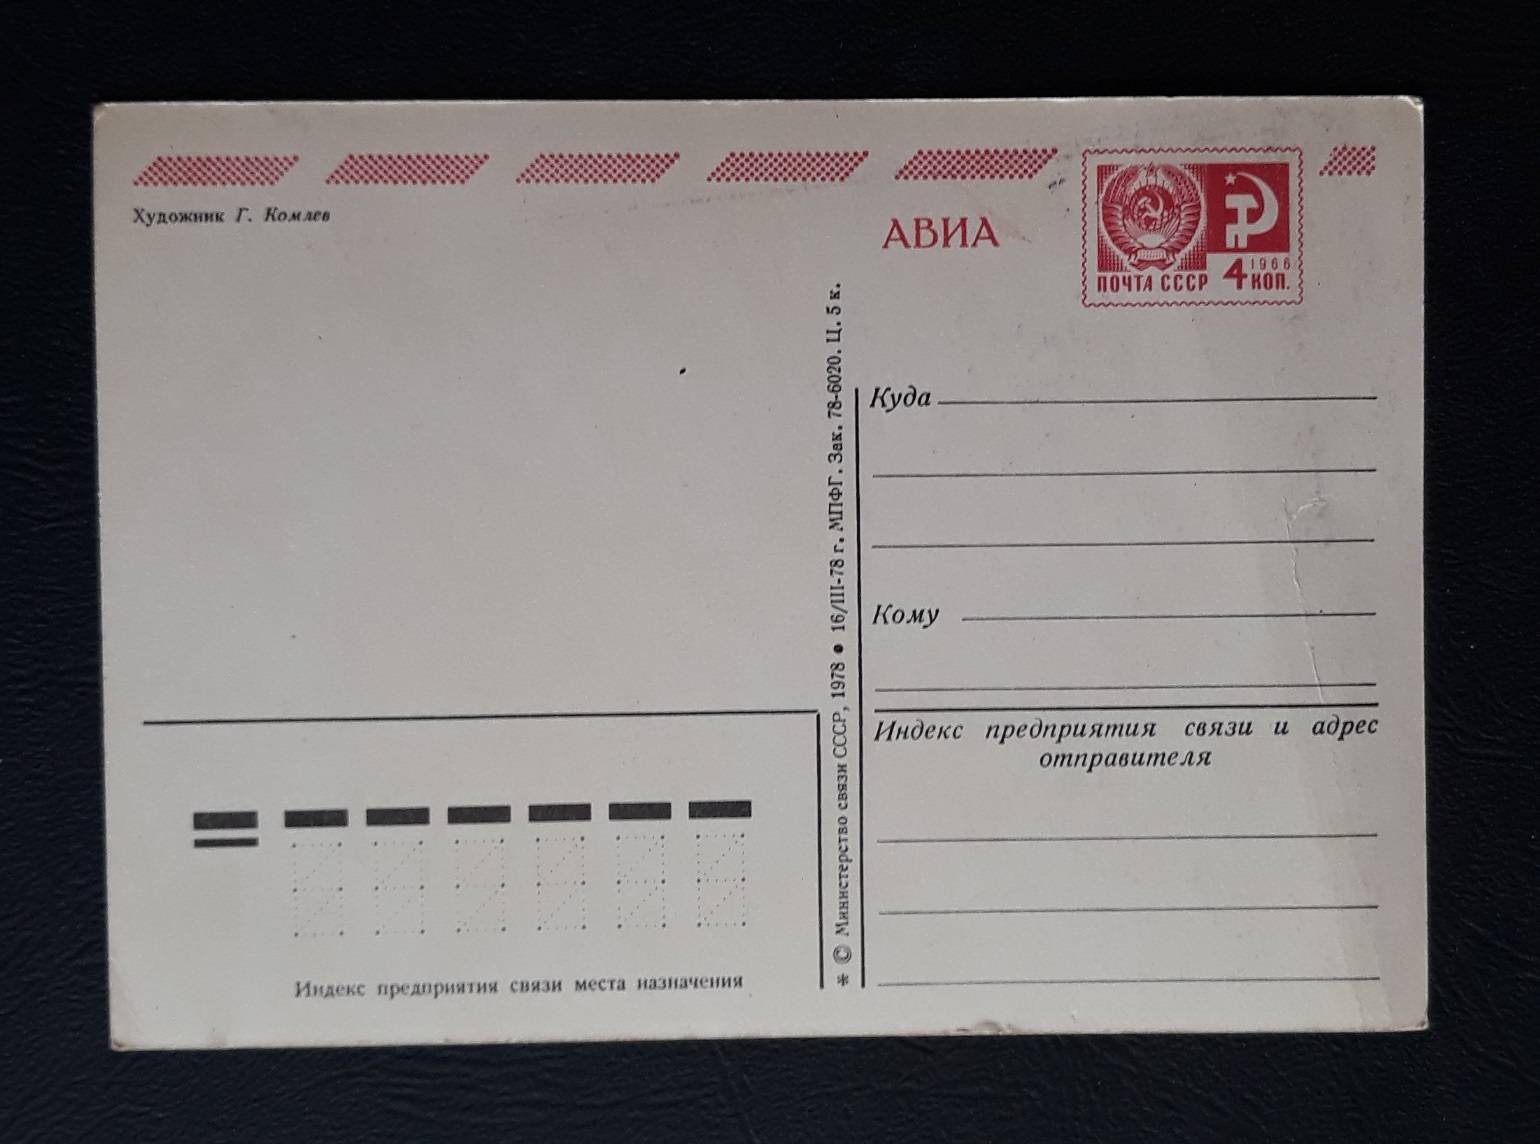 Художник Г. Комлев
АВИА
1966
ПОЧТА СССР 4 КОП.
Куда
Кому
Индекс предприятия связи и адрес
отправителя
* © Министерство связи СССР, 1978 ● 16/III-78 г. МПФГ. Зак. 78-6020. Ц. 5 к.
Индекс предприятия связи места назначения